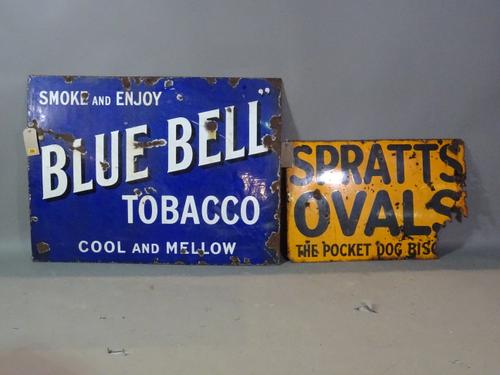 SMOKE AND ENJOY
BLUE BELL"
TOBACCO
COOL AND MELLOW
SPRATTS
OVALS
THE POCKET DOG BISC